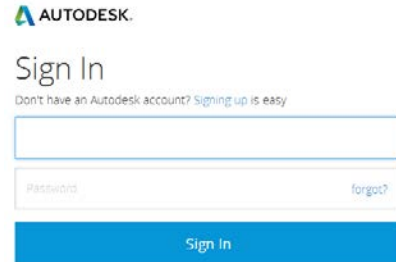 AUTODESK.
Sign In
Don't have an Autodesk account? Signing up is easy
Password forgot?
Sign In